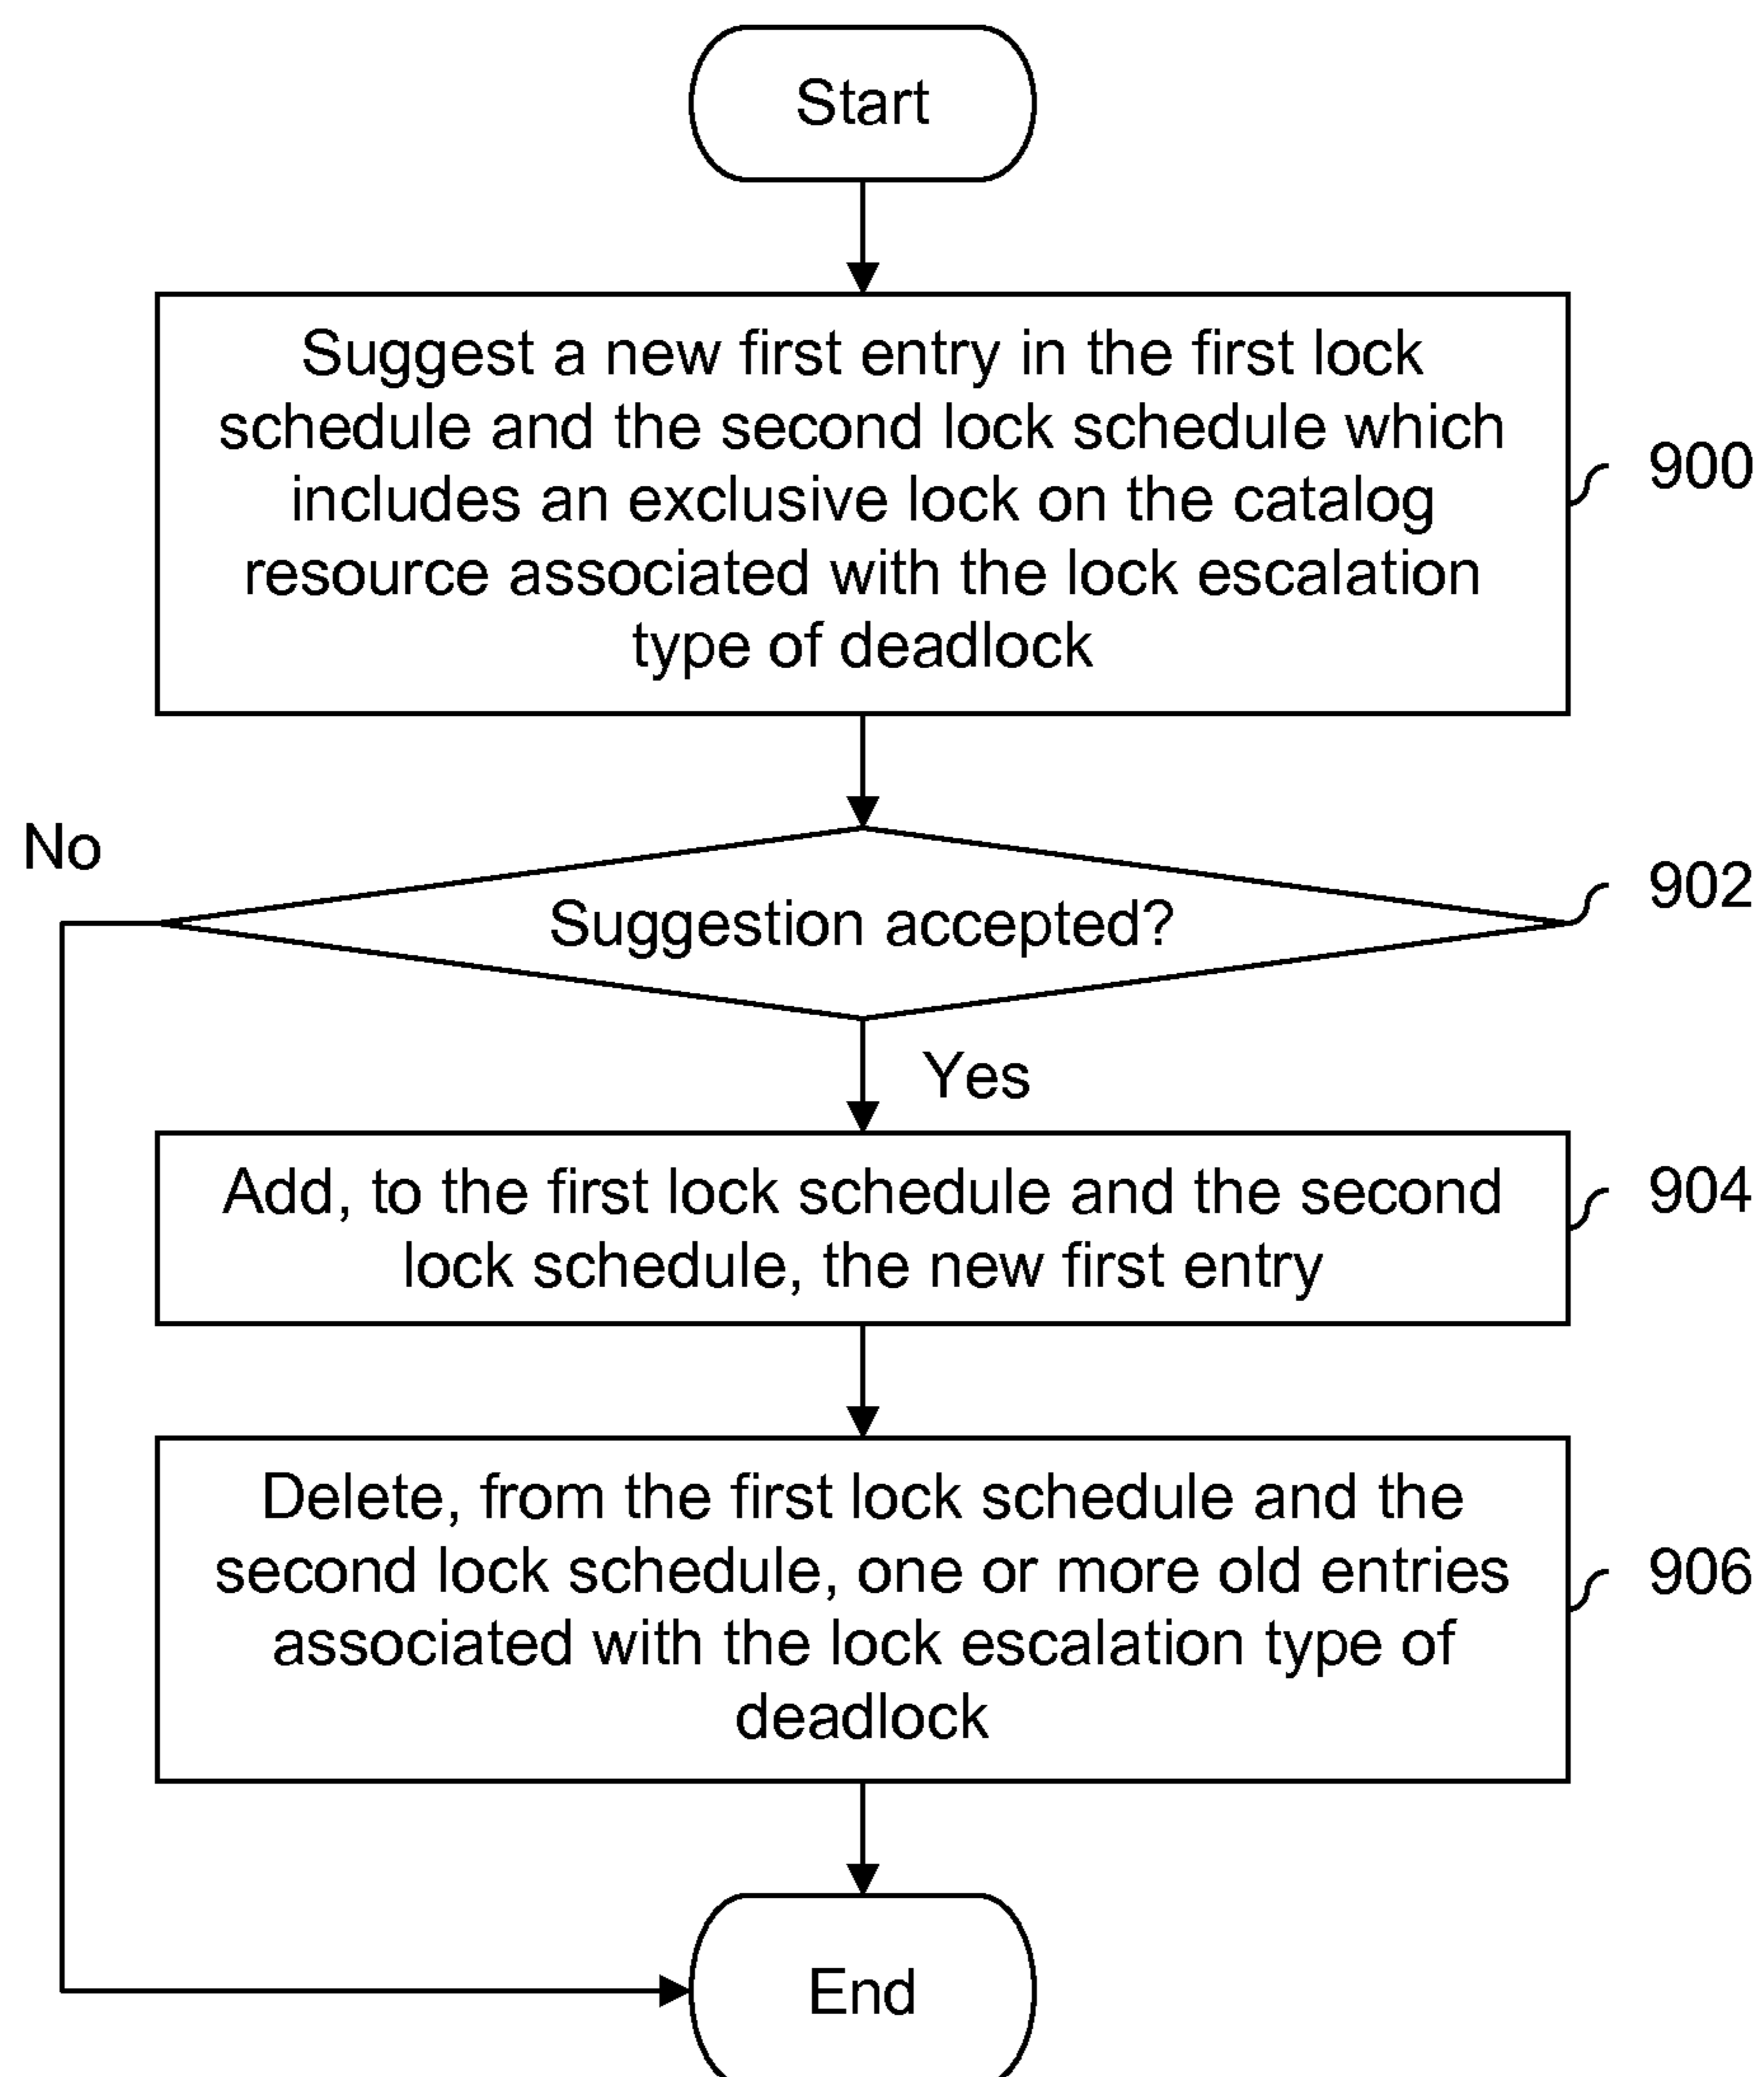 Start
Suggest a new first entry in the first lock
schedule and the second lock schedule which
includes an exclusive lock on the catalog
resource associated with the lock escalation
type of deadlock
900
No
Suggestion accepted?
902
Yes
Add, to the first lock schedule and the second
lock schedule, the new first entry
904
Delete, from the first lock schedule and the
second lock schedule, one or more old entries
associated with the lock escalation type of
deadlock
906
End